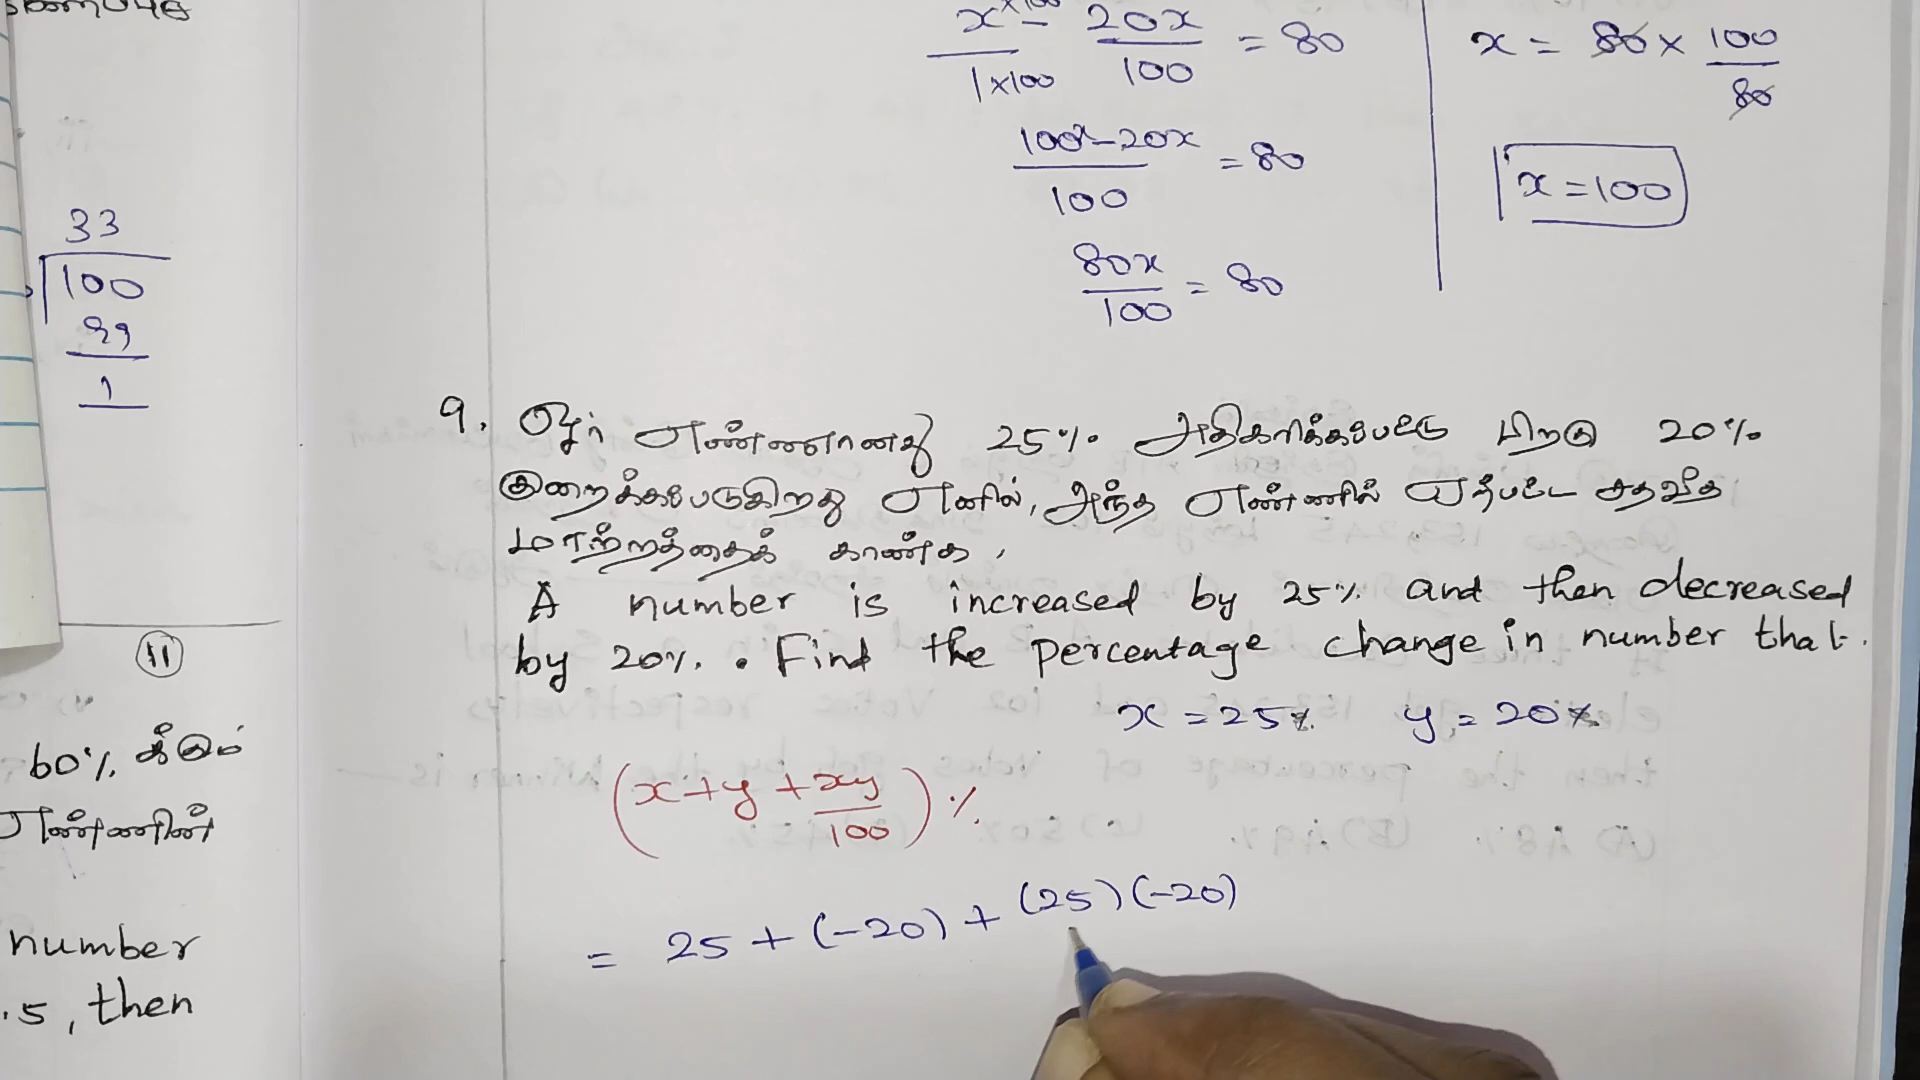 33
100
99
1
11
60%. க்கும்
எண்ணின்
number
.5, then
x×100 - 20x = 80
1×100 100
100x-20x = 80
100
80x = 80
100
x = 80 × 100
80
x = 100
9. ஓர் எண்ணானது 25%. அதிகரிக்கப்பட்டு பிறகு 20%.
குறைக்கப்படுகிறது எனில், அந்த எண்ணில் ஏற்பட்ட சதவீத
மாற்றத்தைக் காண்க.
A number is increased by 25%. and then decreased
by 20%. . Find the percentage change in number that.
x = 25%. y = 20%.
(x+y+xy) %.
100
= 25 + (-20) + (25)(-20)